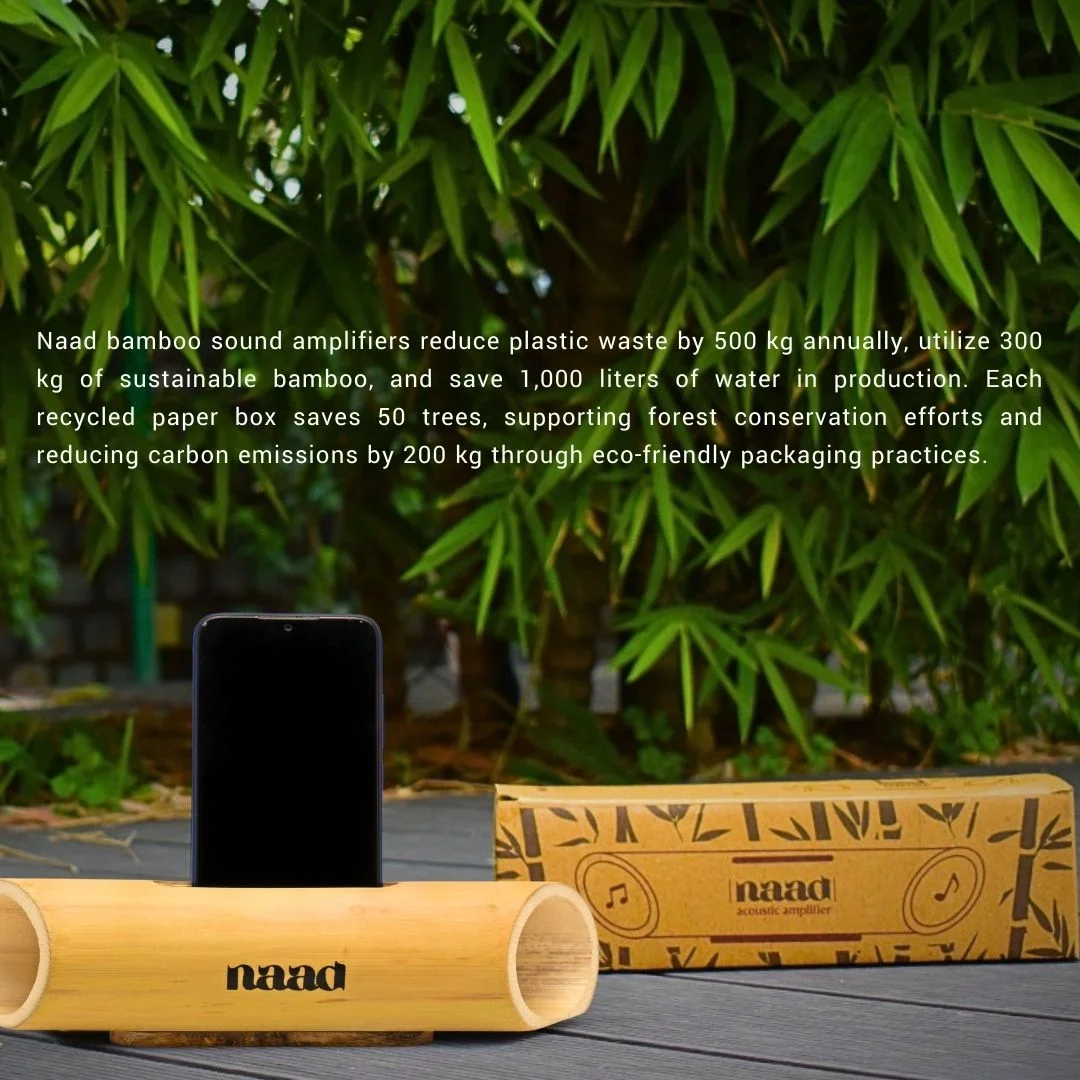 Naad bamboo sound amplifiers reduce plastic waste by 500 kg annually, utilize 300
kg of sustainable bamboo, and save 1,000 liters of water in production. Each
recycled paper box saves 50 trees, supporting forest conservation efforts and
reducing carbon emissions by 200 kg through eco-friendly packaging practices.
naad
acoustic amplifier
naad